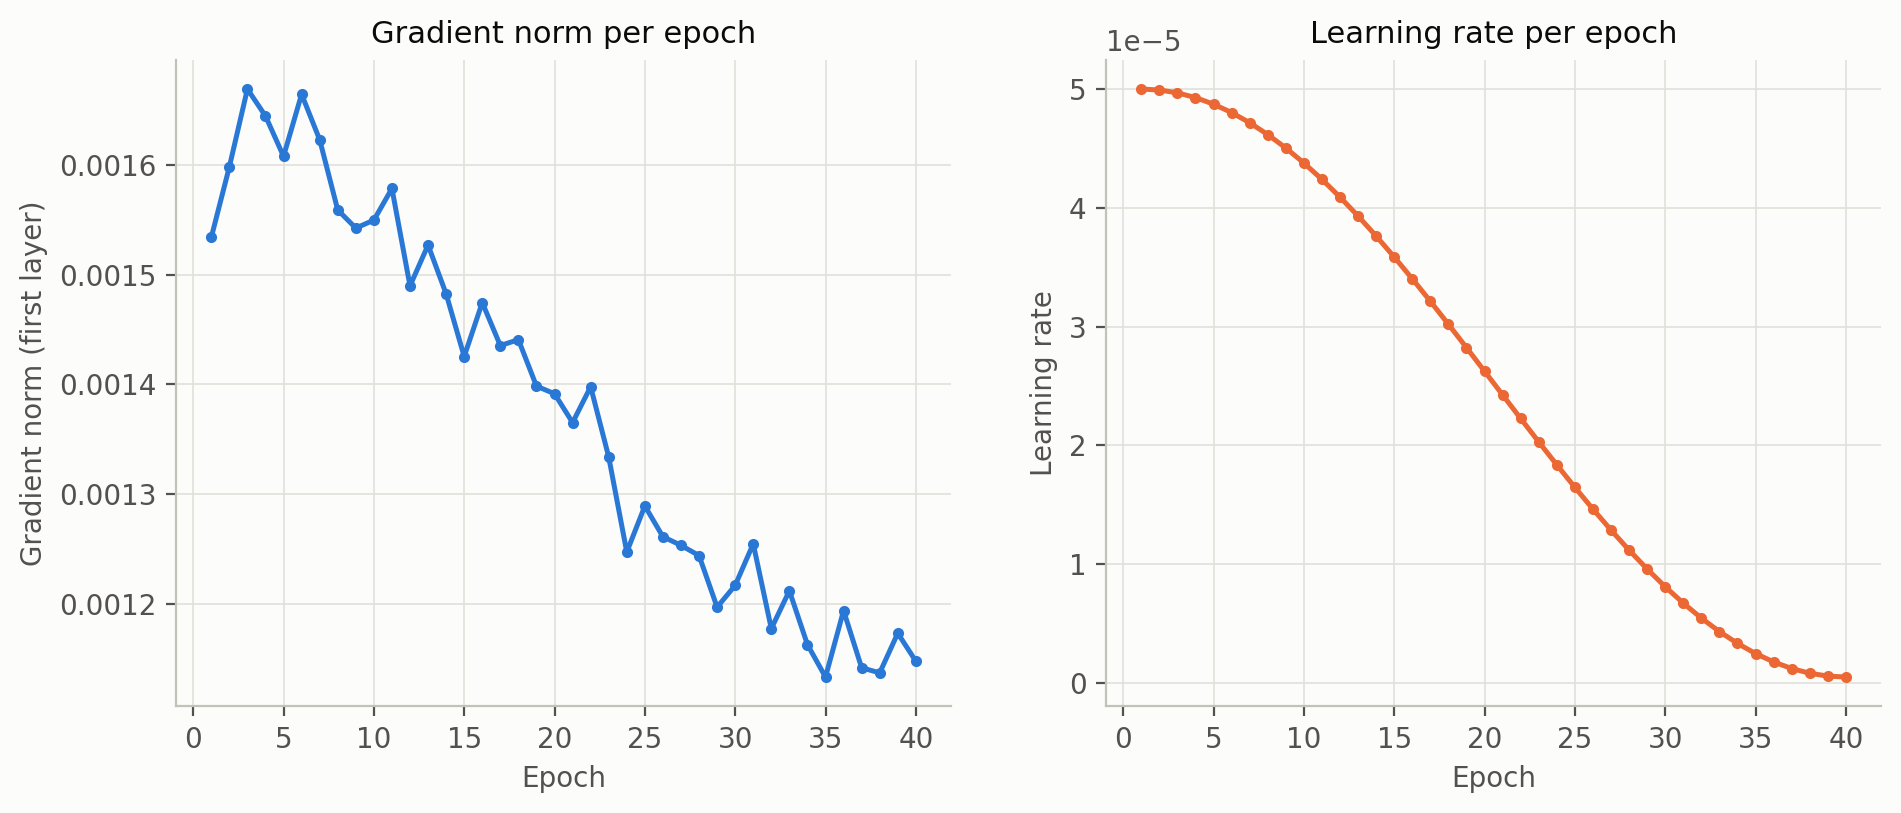 Gradient norm per epoch
Gradient norm (first layer)
0.0016
0.0015
0.0014
0.0013
0.0012
0 5 10 15 20 25 30 35 40
Epoch
Learning rate per epoch
1e−5
Learning rate
5
4
3
2
1
0
0 5 10 15 20 25 30 35 40
Epoch